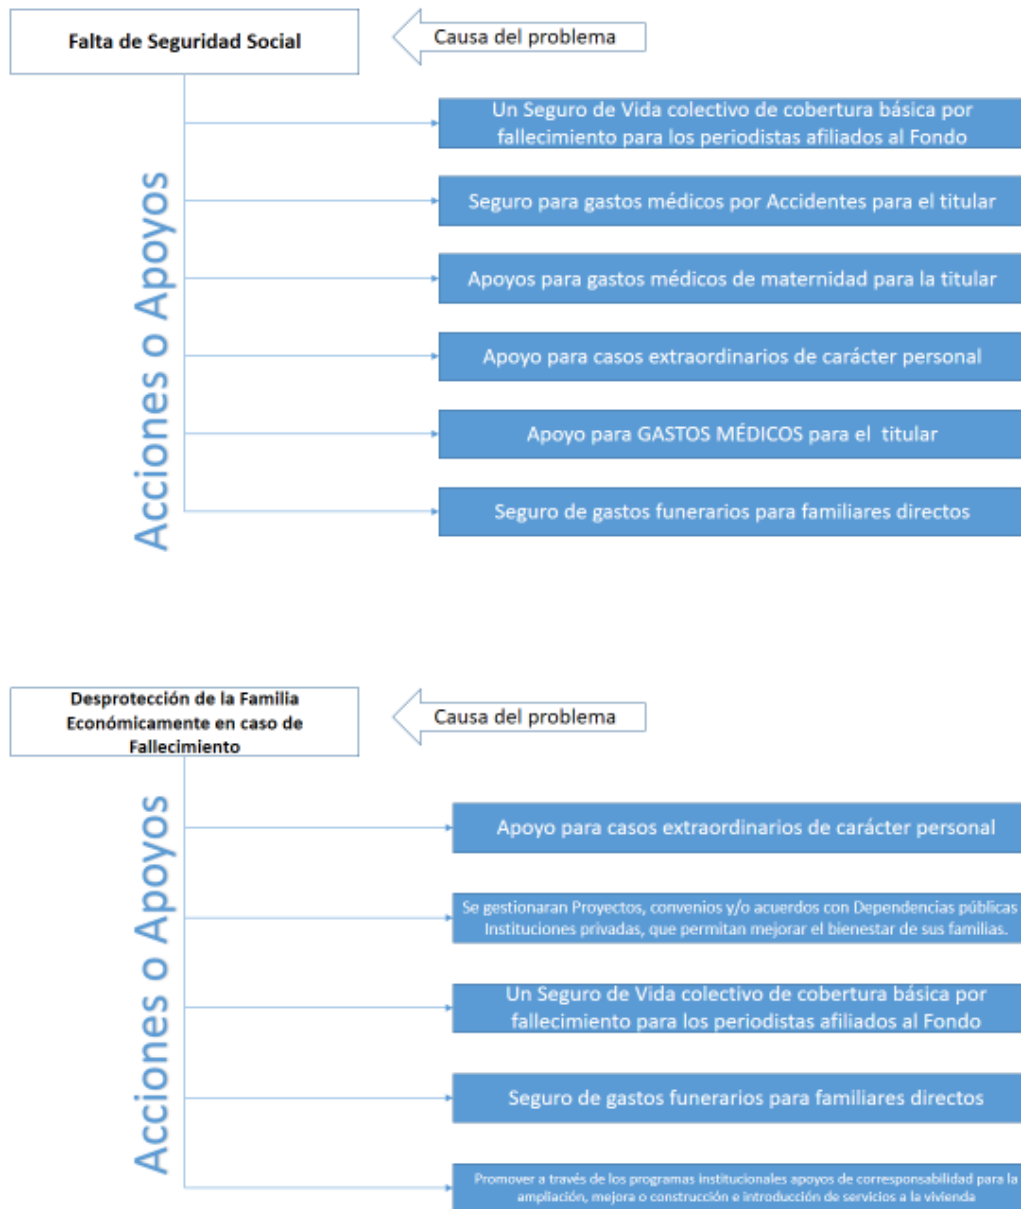 Falta de Seguridad Social
Causa del problema
Acciones o Apoyos
Un Seguro de Vida colectivo de cobertura básica por
fallecimiento para los periodistas afiliados al Fondo
Seguro para gastos médicos por Accidentes para el titular
Apoyos para gastos médicos de maternidad para la titular
Apoyo para casos extraordinarios de carácter personal
Apoyo para GASTOS MÉDICOS para el titular
Seguro de gastos funerarios para familiares directos
Desprotección de la Familia
Económicamente en caso de
Fallecimiento
Causa del problema
Acciones o Apoyos
Apoyo para casos extraordinarios de carácter personal
Se gestionaran Proyectos, convenios y/o acuerdos con Dependencias públicas
Instituciones privadas, que permitan mejorar el bienestar de sus familias.
Un Seguro de Vida colectivo de cobertura básica por
fallecimiento para los periodistas afiliados al Fondo
Seguro de gastos funerarios para familiares directos
Promover a través de los programas institucionales apoyos de corresponsabilidad para la
ampliación, mejora o construcción e introducción de servicios a la vivienda